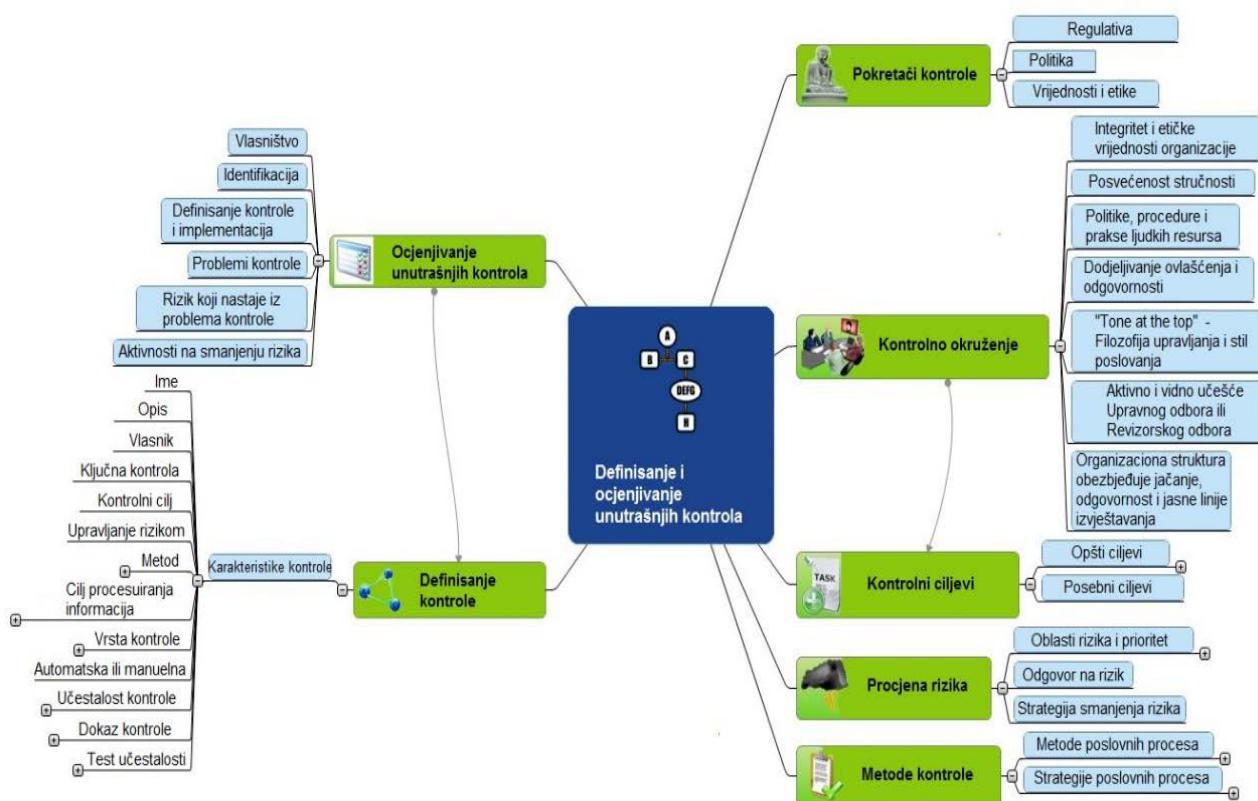 Definisanje i
ocjenjivanje
unutrašnjih kontrola
A
B
C
DEFG
H
Pokretači kontrole
Regulativa
Politika
Vrijednosti i etike
Kontrolno okruženje
Integritet i etičke
vrijednosti organizacije
Posvećenost stručnosti
Politike, procedure i
prakse ljudkih resursa
Dodjeljivanje ovlašćenja i
odgovornosti
"Tone at the top" -
Filozofija upravljanja i stil
poslovanja
Aktivno i vidno učešće
Upravnog odbora ili
Revizorskog odbora
Organizaciona struktura
obezbjeđuje jačanje,
odgovornost i jasne linije
izvještavanja
TASK
Kontrolni ciljevi
Opšti ciljevi
Posebni ciljevi
Procjena rizika
Oblasti rizika i prioritet
Odgovor na rizik
Strategija smanjenja rizika
Metode kontrole
Metode poslovnih procesa
Strategije poslovnih procesa
Ocjenjivanje
unutrašnjih kontrola
Vlasništvo
Identifikacija
Definisanje kontrole
i implementacija
Problemi kontrole
Rizik koji nastaje iz
problema kontrole
Aktivnosti na smanjenju rizika
Definisanje
kontrole
Karakteristike kontrole
Ime
Opis
Vlasnik
Ključna kontrola
Kontrolni cilj
Upravljanje rizikom
Metod
Cilj procesuiranja
informacija
Vrsta kontrole
Automatska ili manuelna
Učestalost kontrole
Dokaz kontrole
Test učestalosti